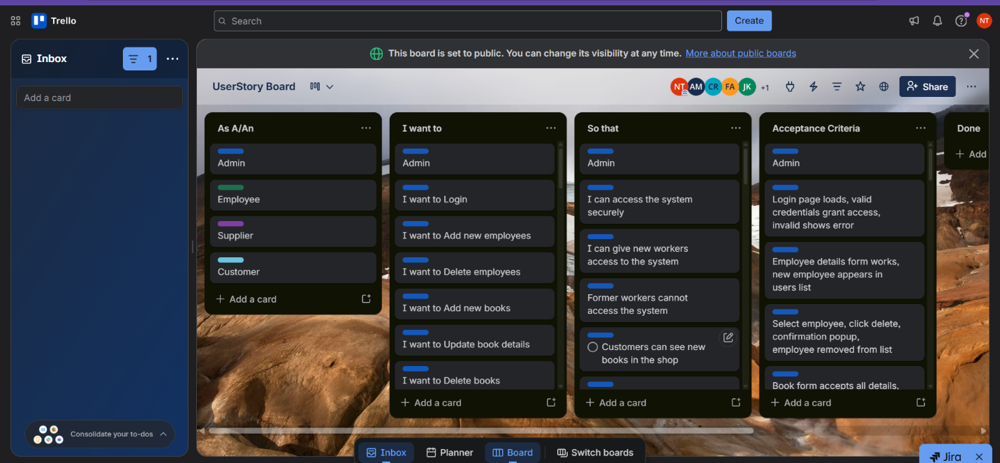 Trello
Search
Create
NT
Inbox
1
Add a card
Consolidate your to-dos
This board is set to public. You can change its visibility at any time. More about public boards
UserStory Board
NT AM CR FA JK +1
Share
As A/An
Admin
Employee
Supplier
Customer
Add a card
I want to
Admin
I want to Login
I want to Add new employees
I want to Delete employees
I want to Add new books
I want to Update book details
I want to Delete books
Add a card
So that
Admin
I can access the system
securely
I can give new workers
access to the system
Former workers cannot
access the system
Customers can see new
books in the shop
Add a card
Acceptance Criteria
Admin
Login page loads, valid
credentials grant access,
invalid shows error
Employee details form works,
new employee appears in
users list
Select employee, click delete,
confirmation popup,
employee removed from list
Book form accepts all details,
Add a card
Done
Add
Inbox
Planner
Board
Switch boards
Jira